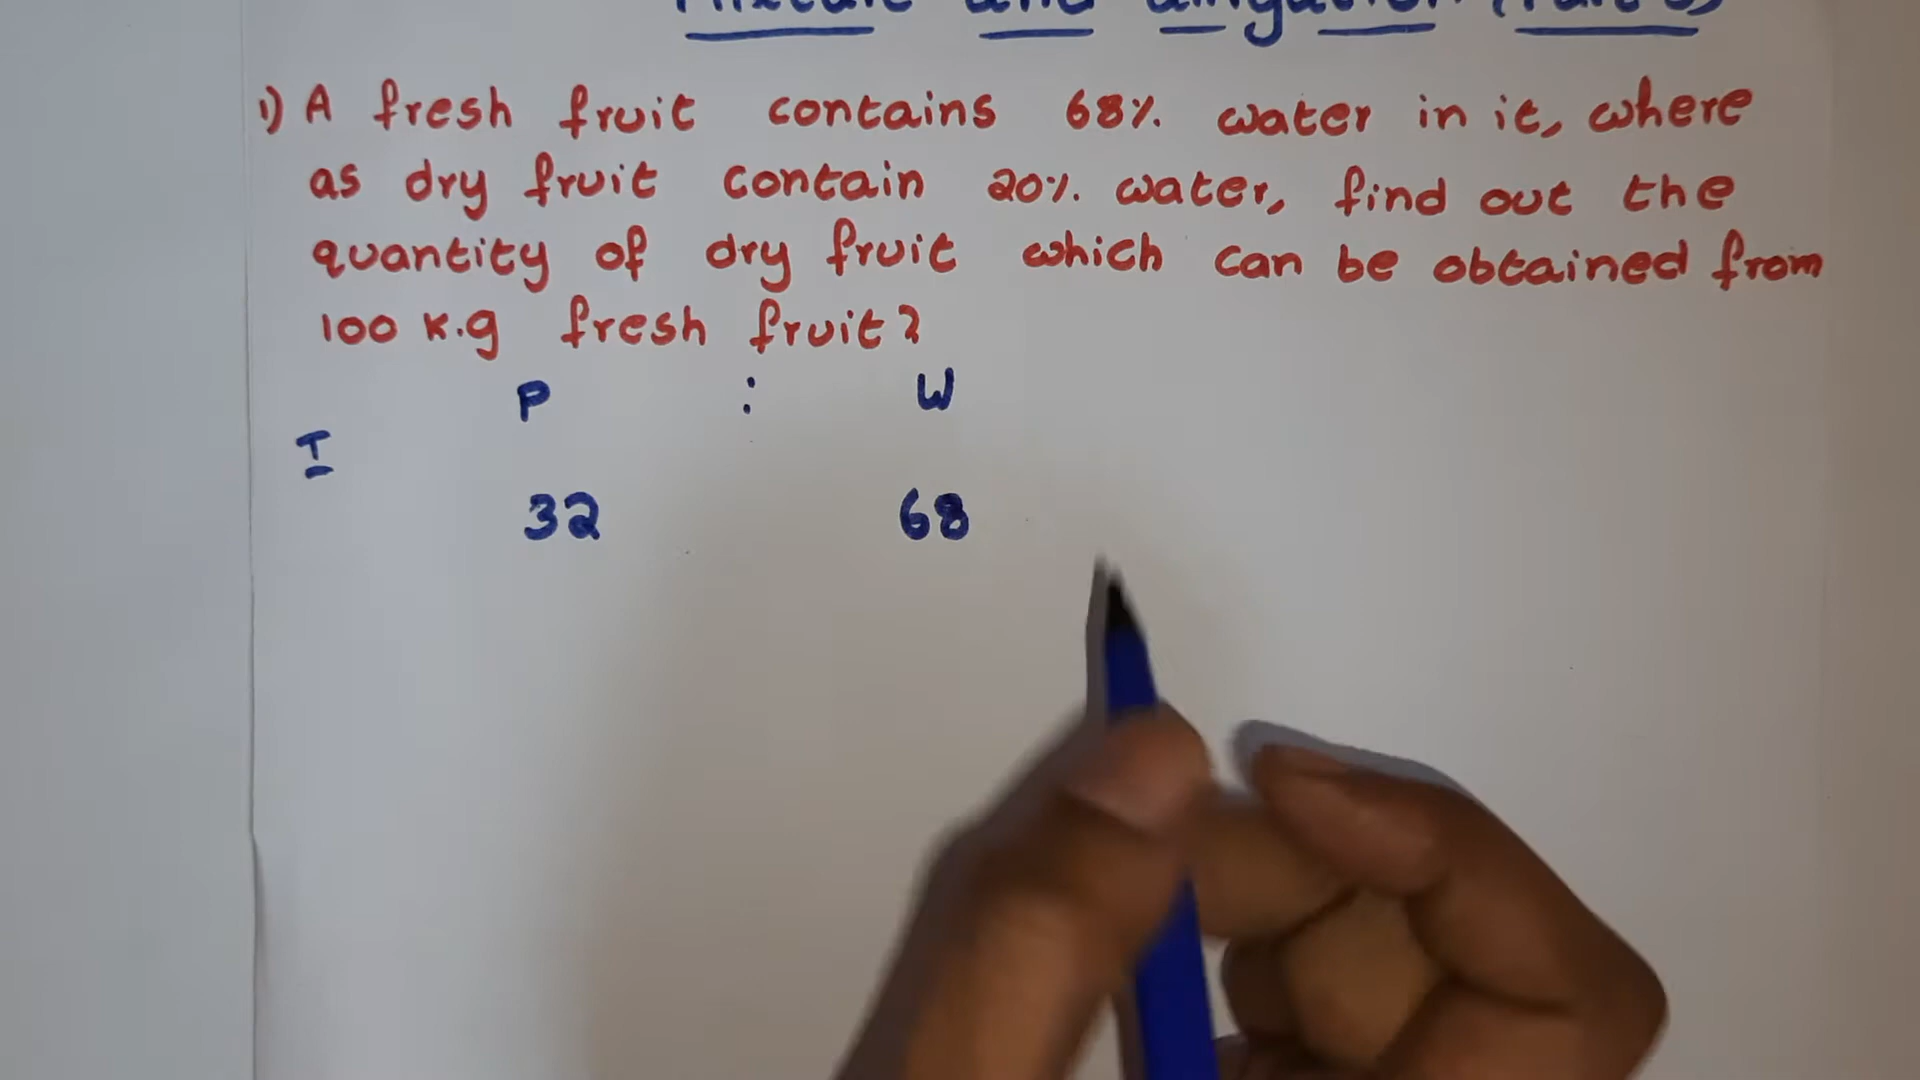 and
1) A fresh fruit contains 68% water in it, where
as dry fruit contain 20% water, find out the
quantity of dry fruit which can be obtained from
100 K.g fresh fruit?
P : W
I
32 68